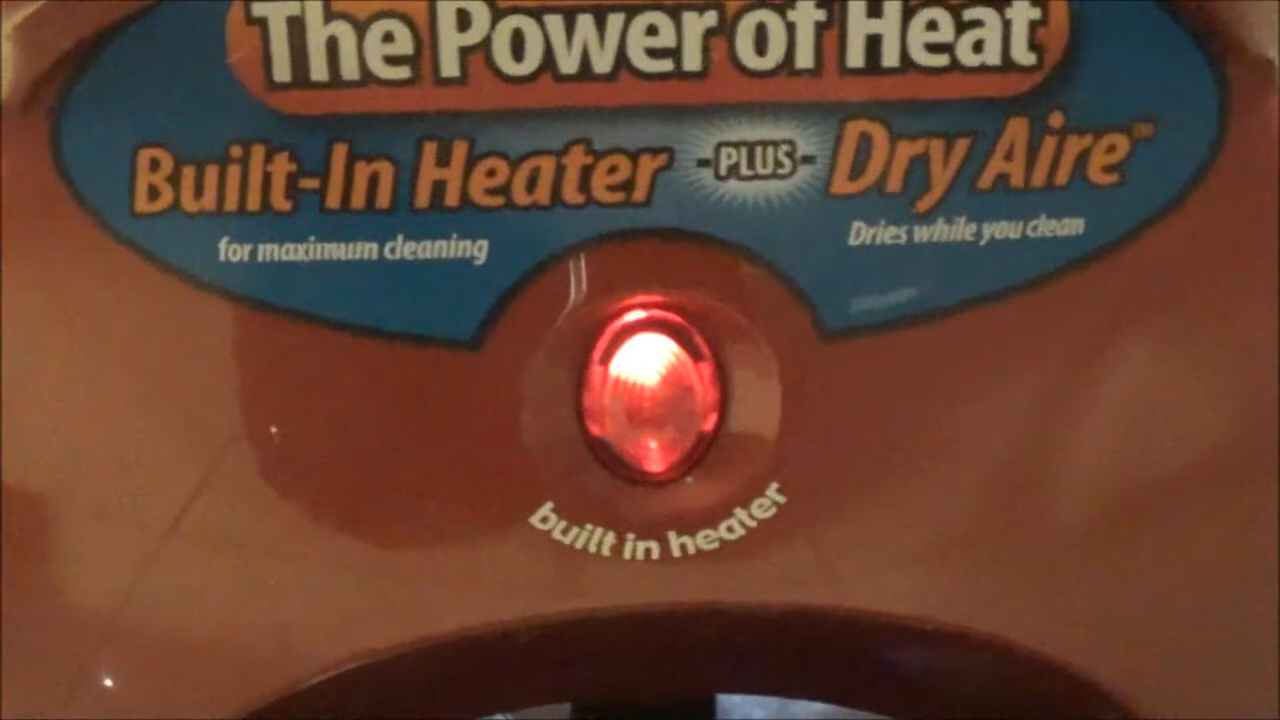 The Power of Heat
Built-In Heater -PLUS- Dry Aire™
for maximum cleaning
Dries while you clean
built in heater